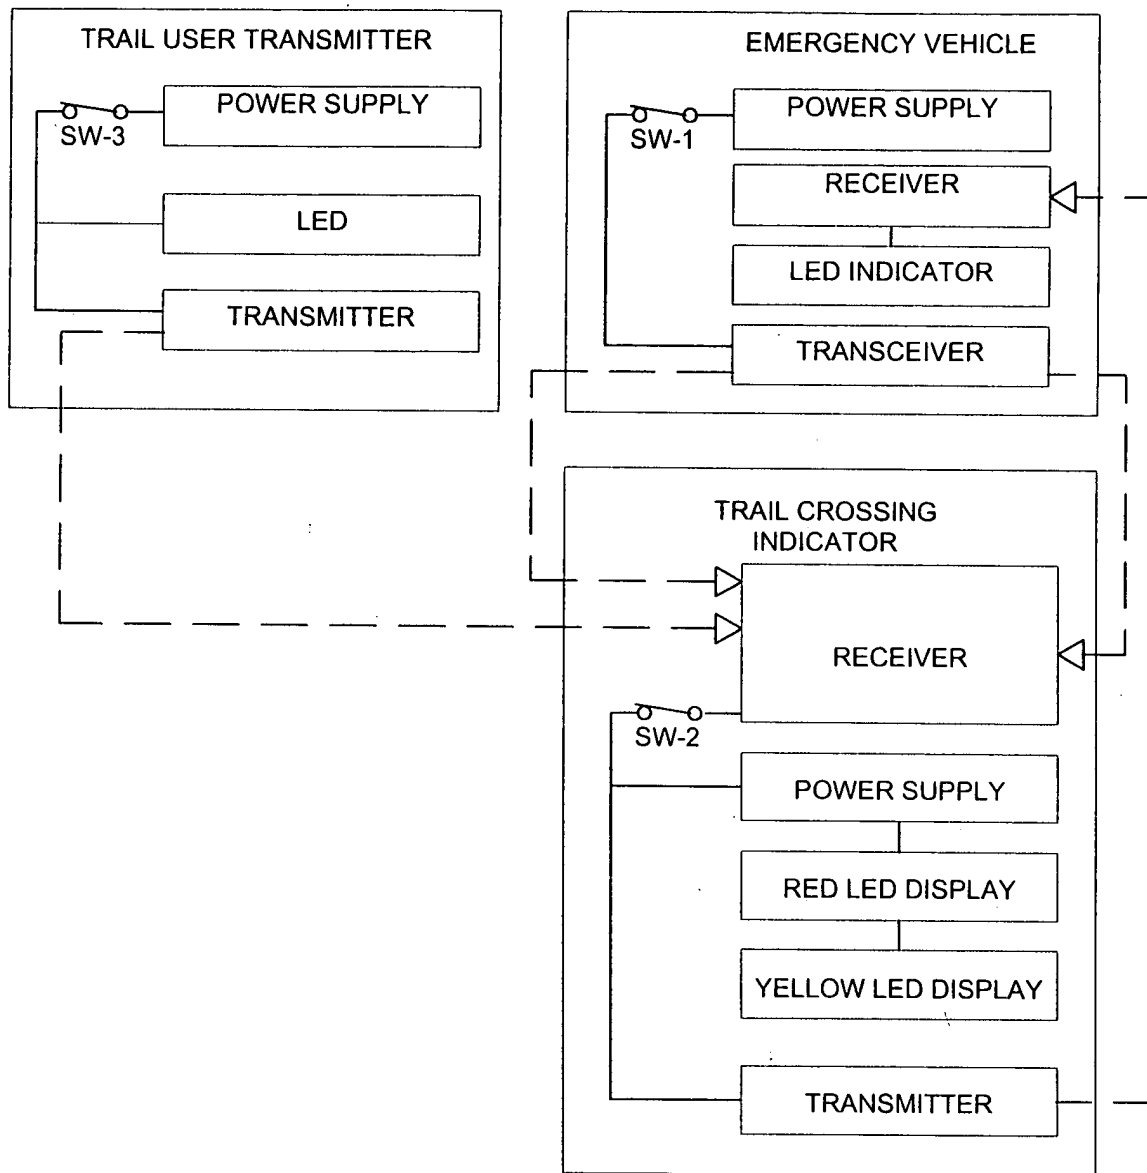 TRAIL USER TRANSMITTER
POWER SUPPLY
SW-3
LED
TRANSMITTER
EMERGENCY VEHICLE
POWER SUPPLY
SW-1
RECEIVER
LED INDICATOR
TRANSCEIVER
TRAIL CROSSING
INDICATOR
RECEIVER
SW-2
POWER SUPPLY
RED LED DISPLAY
YELLOW LED DISPLAY
TRANSMITTER